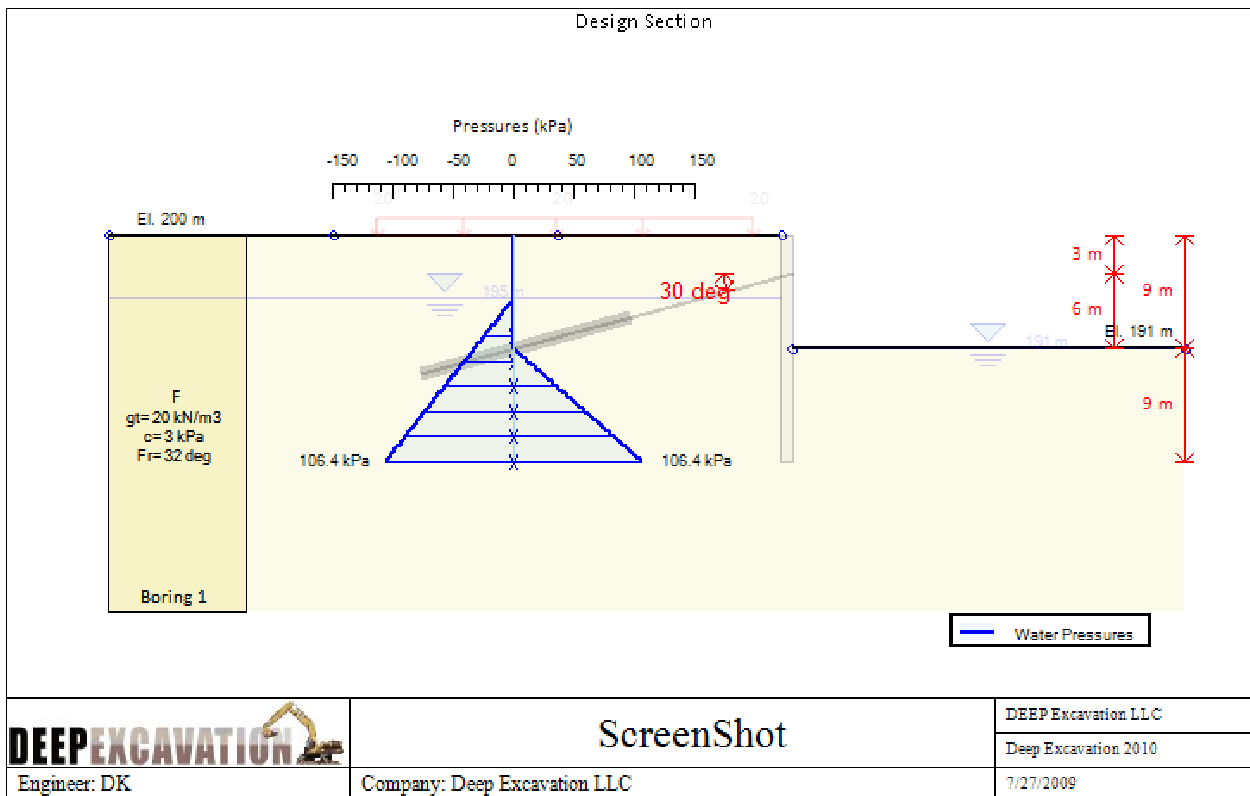 Design Section
Pressures (kPa)
-150 -100 -50 0 50 100 150
20 20 20
El. 200 m
3 m
195 m
30 deg
9 m
6 m
El. 191 m
191 m
F
gt= 20 kN/m3
c= 3 kPa
Fr= 32 deg
9 m
106.4 kPa 106.4 kPa
Boring 1
Water Pressures
DEEPEXCAVATION
ScreenShot
DEEP Excavation LLC
Deep Excavation 2010
Engineer: DK
Company: Deep Excavation LLC
7/27/2009